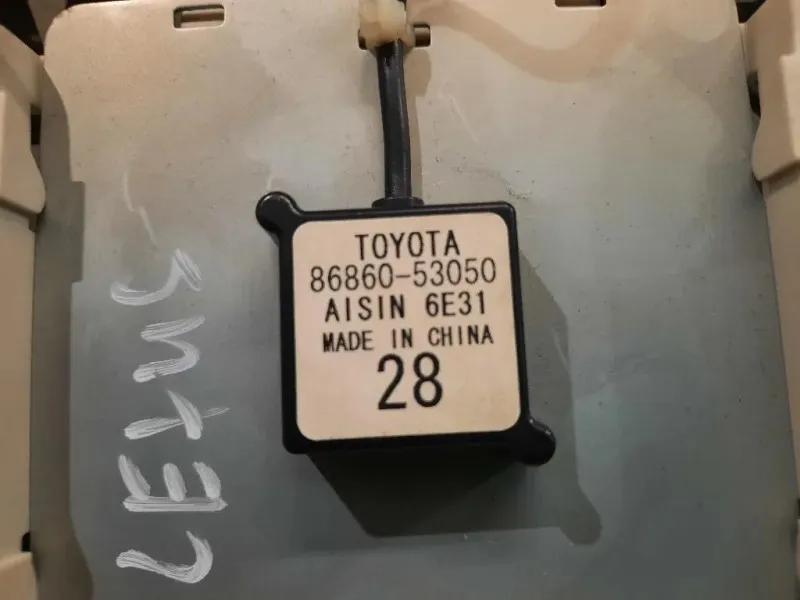 TOYOTA
86860-53050
AISIN 6E31
MADE IN CHINA
28